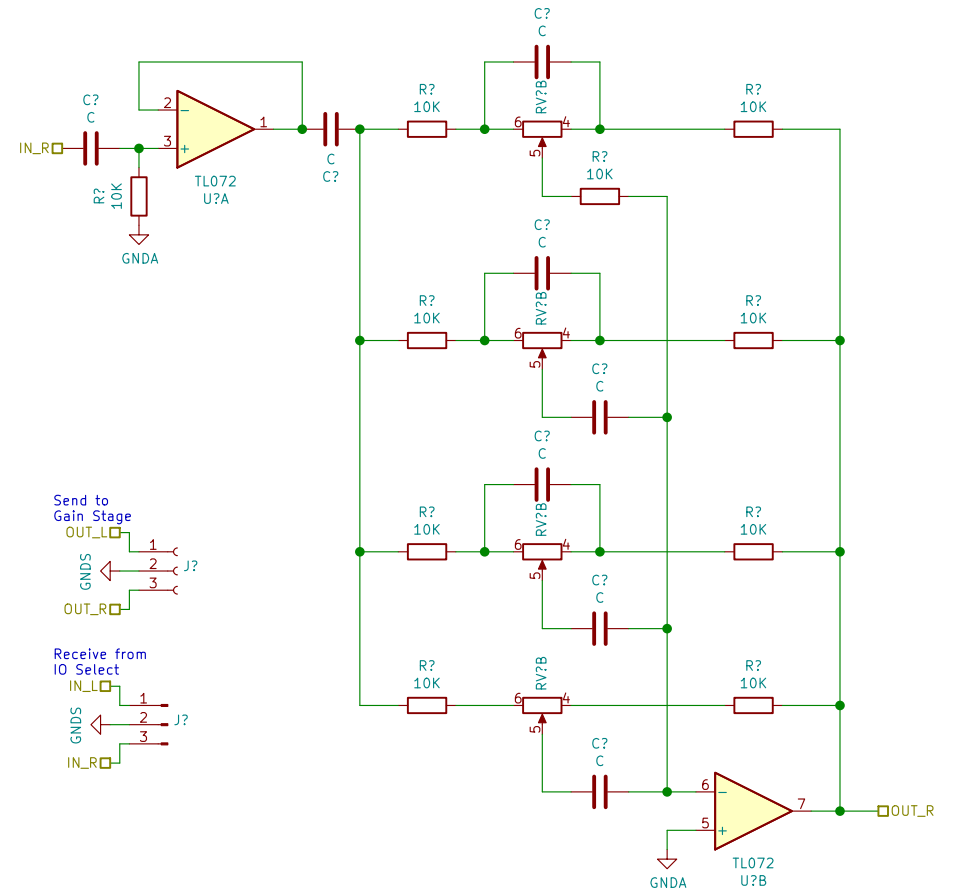 C?
C
R?
10K
RV?B
6
4
5
R?
10K
R?
10K
C?
C
IN_R
2
3
1
TL072
U?A
R?
10K
GNDA
C
C?
C?
C
R?
10K
RV?B
6
4
5
R?
10K
C?
C
C?
C
R?
10K
RV?B
6
4
5
R?
10K
C?
C
Send to
Gain Stage
OUT_L
1
2
3
J?
GNDS
OUT_R
Receive from
IO Select
IN_L
1
2
3
J?
GNDS
IN_R
R?
10K
RV?B
6
4
5
R?
10K
C?
C
6
5
7
OUT_R
TL072
U?B
GNDA